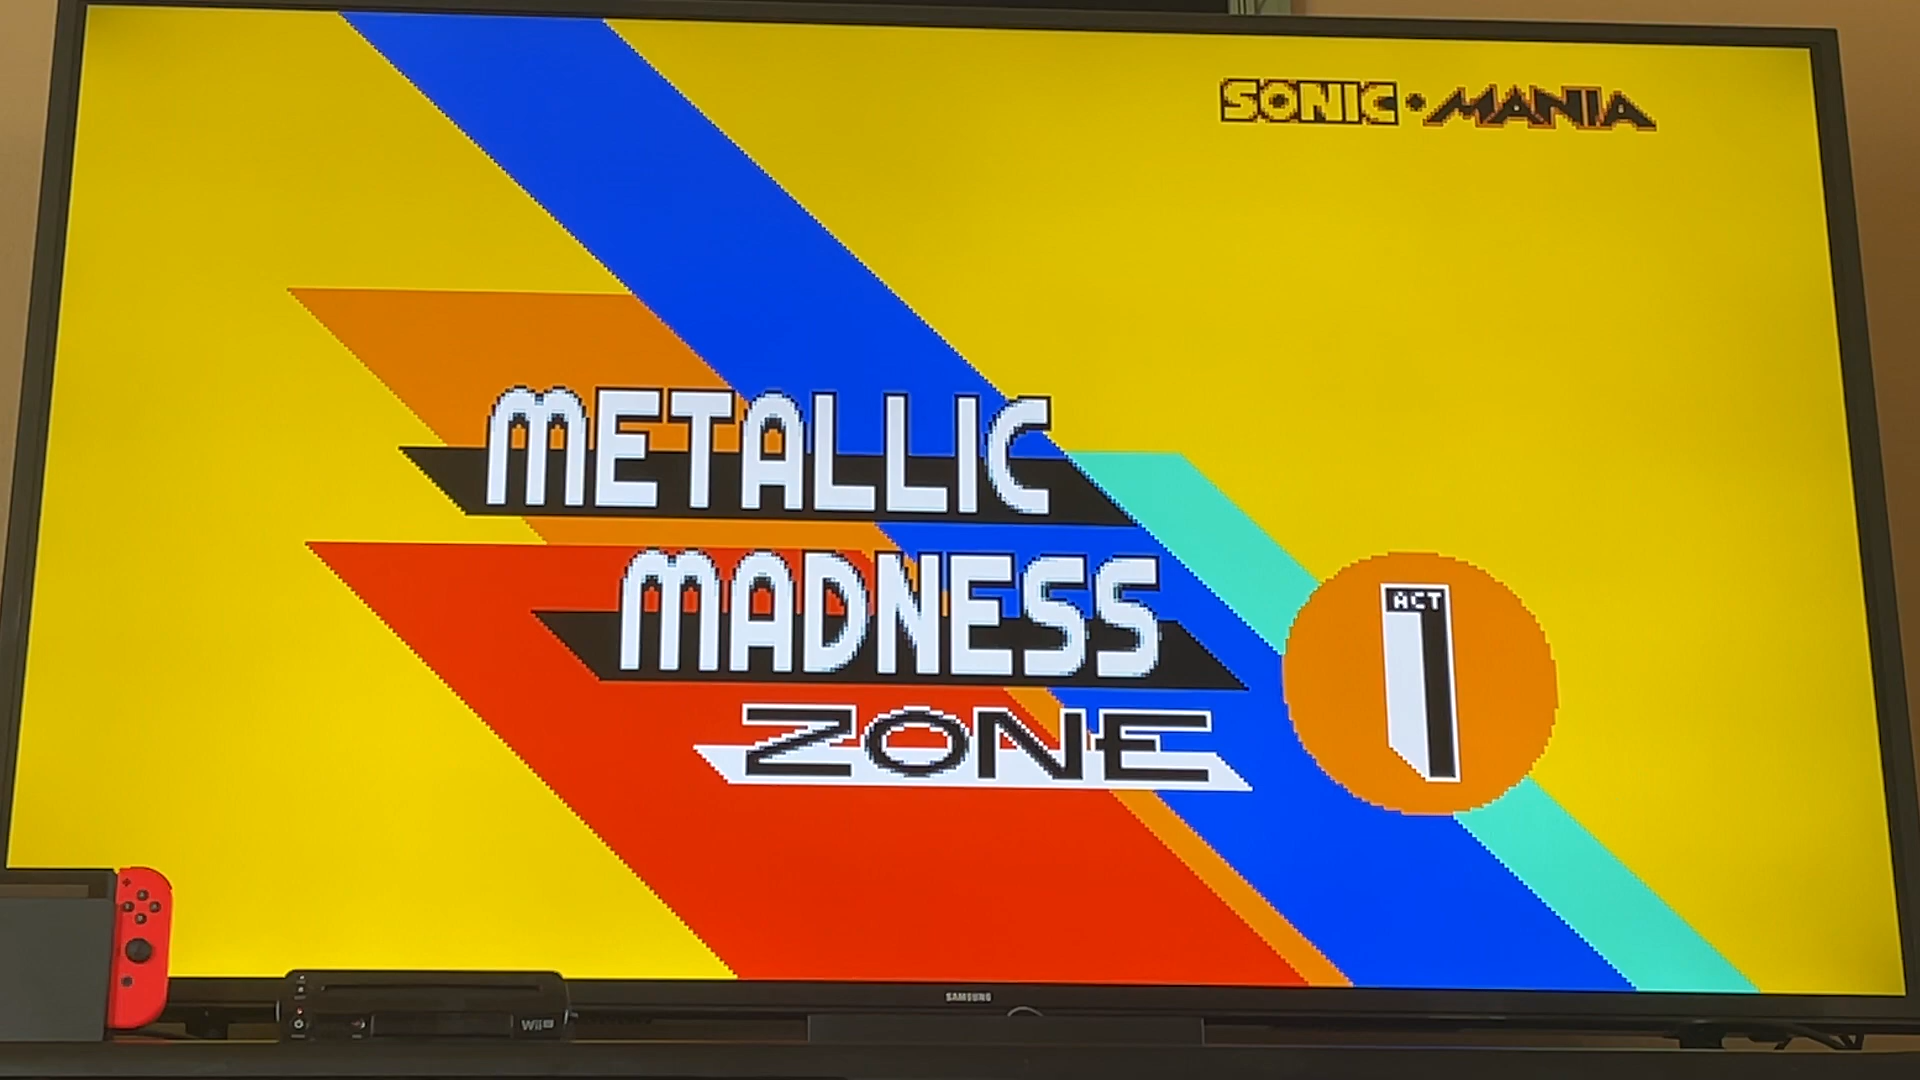 SONIC•MANIA
METALLIC
MADNESS
ZONE
ACT
1
SAMSUNG
Wii U